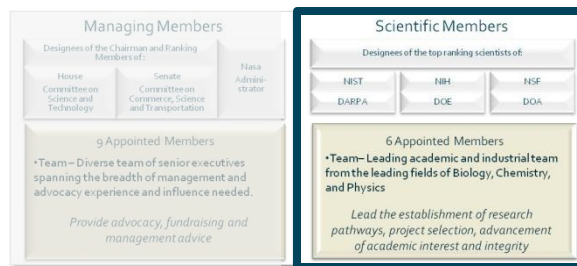 Managing Members
Designees of the Chairman and Ranking
Members of:
House
Committee on
Science and
Technology
Senate
Committee on
Commerce, Science
and Transportation
Nasa
Admini-
strator
9 Appointed Members
•Team – Diverse team of senior executives
spanning the breadth of management and
advocacy experience and influence needed.
Provide advocacy, fundraising and
management advice
Scientific Members
Designees of the top ranking scientists of:
NIST NIH NSF
DARPA DOE DOA
6 Appointed Members
•Team– Leading academic and industrial team
from the leading fields of Biology, Chemistry,
and Physics
Lead the establishment of research
pathways, project selection, advancement
of academic interest and integrity